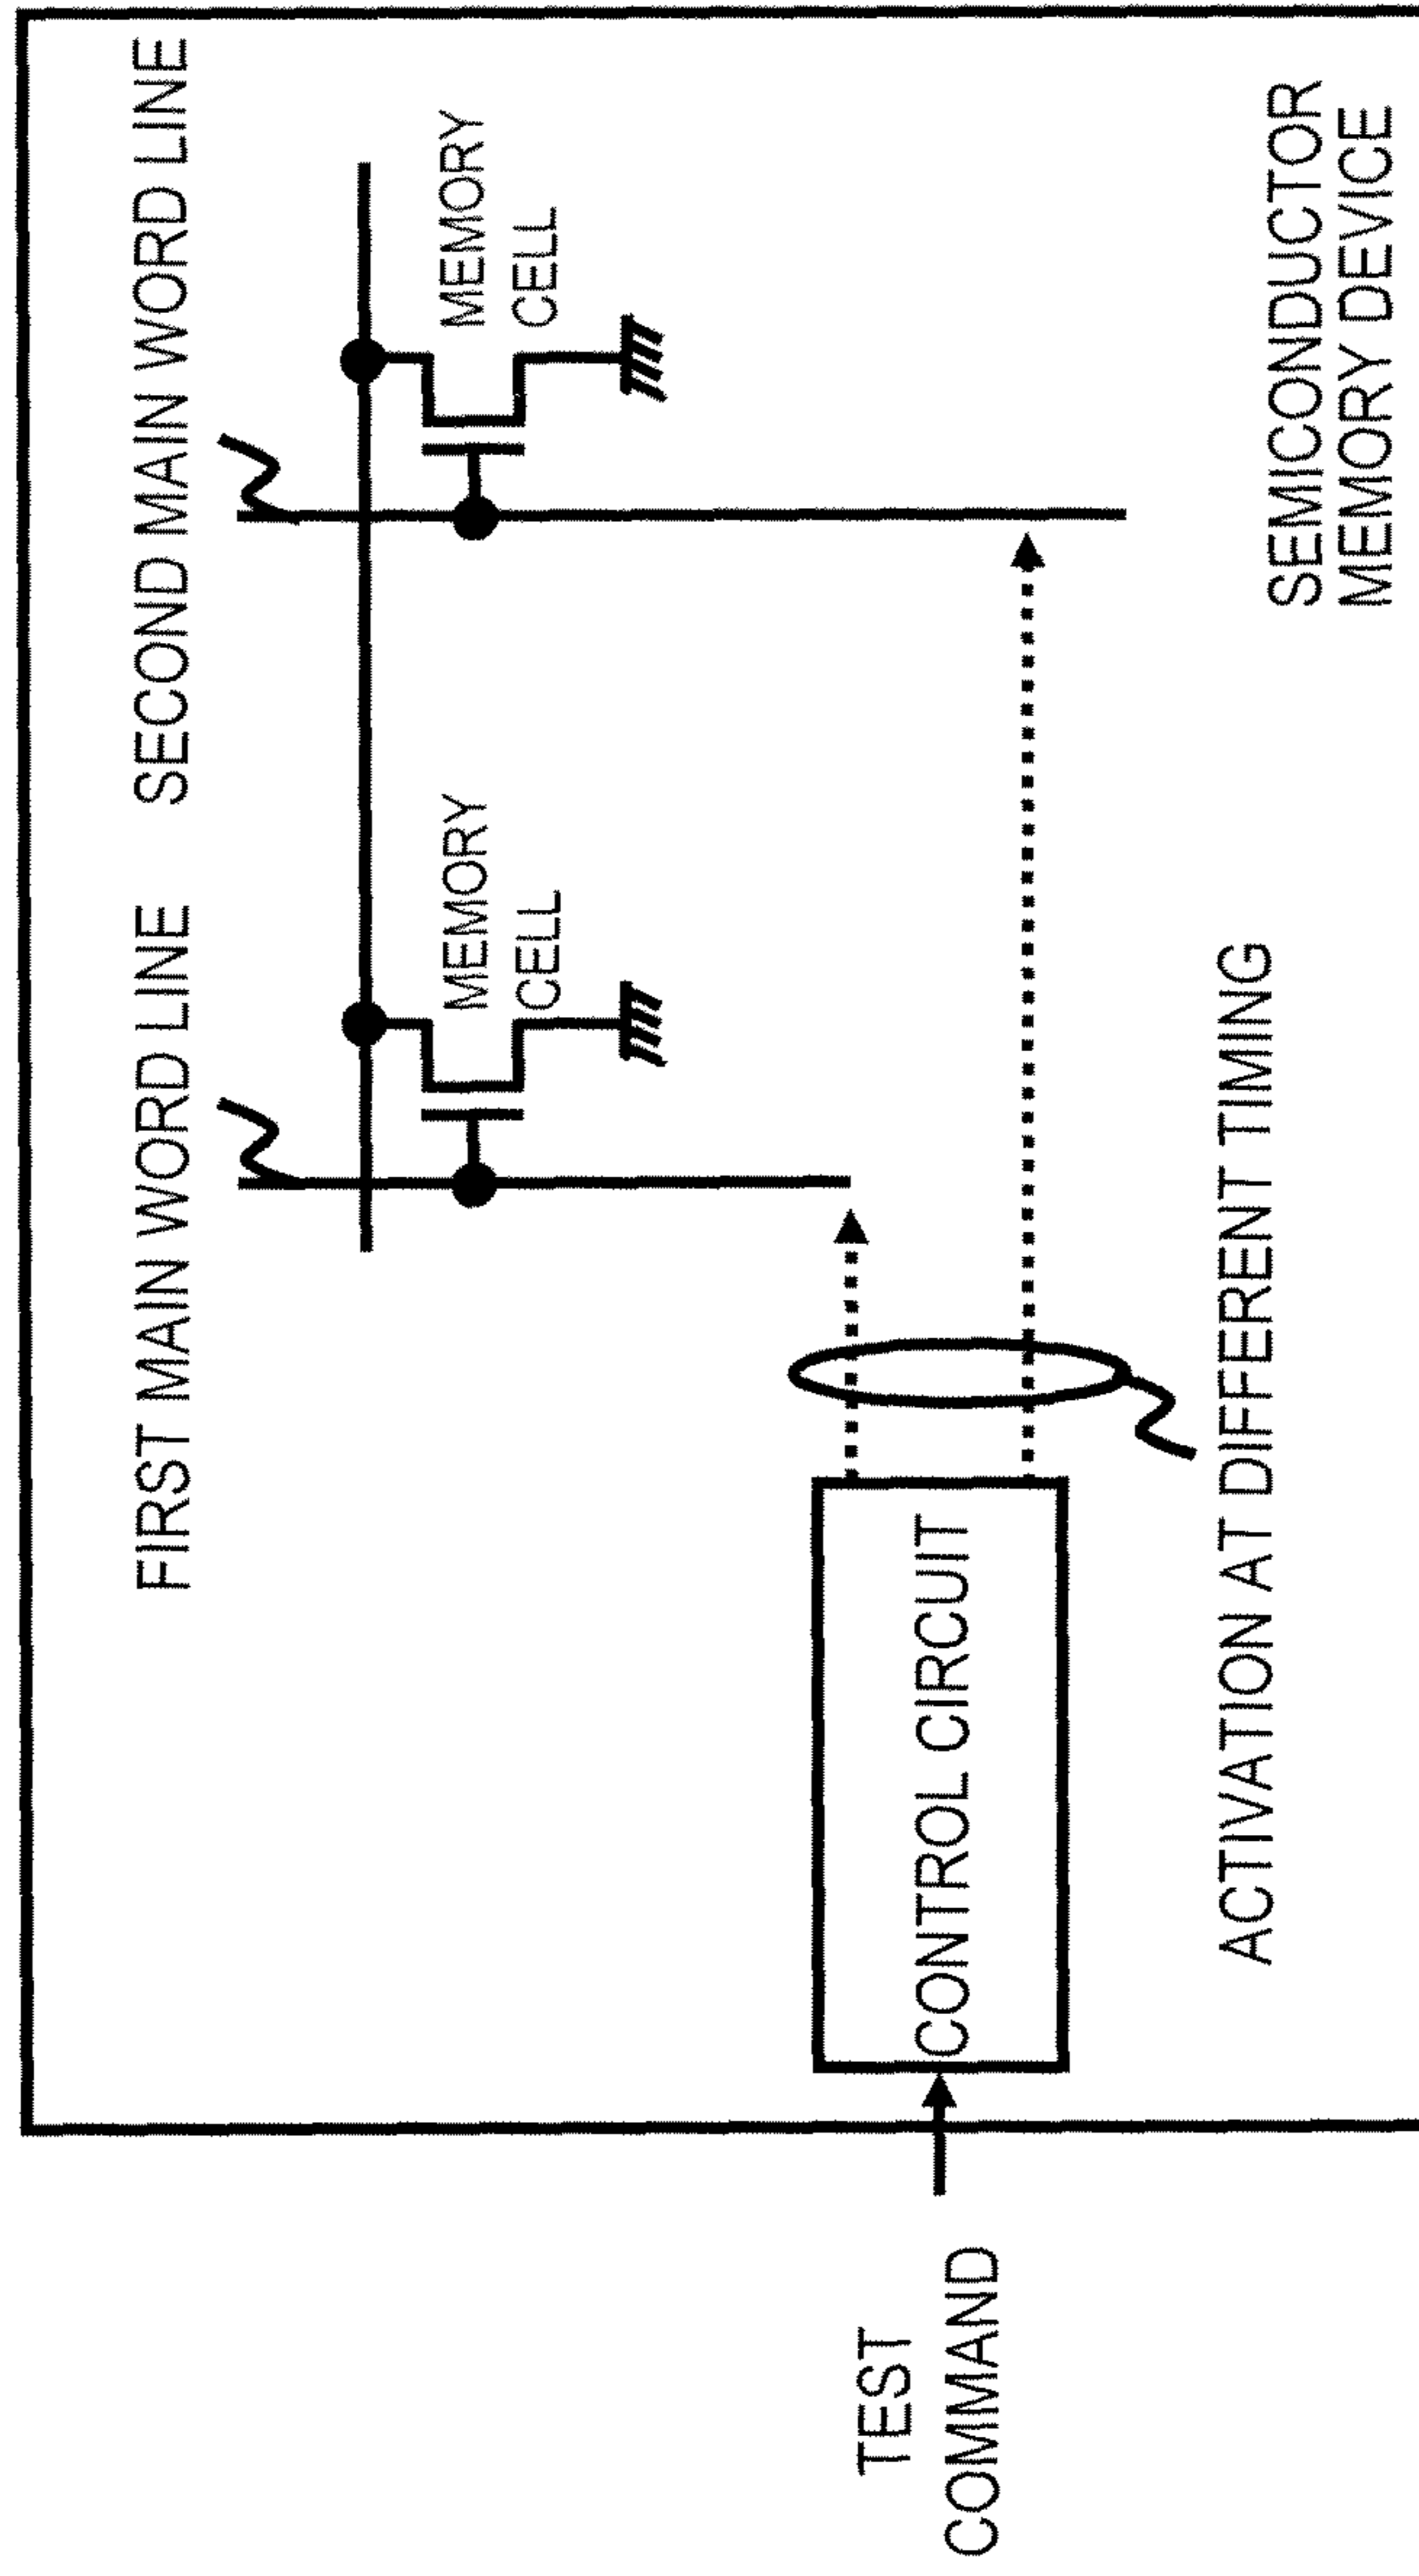 FIRST MAIN WORD LINE
SECOND MAIN WORD LINE
MEMORY
CELL
MEMORY
CELL
TEST
COMMAND
CONTROL CIRCUIT
ACTIVATION AT DIFFERENT TIMING
SEMICONDUCTOR
MEMORY DEVICE